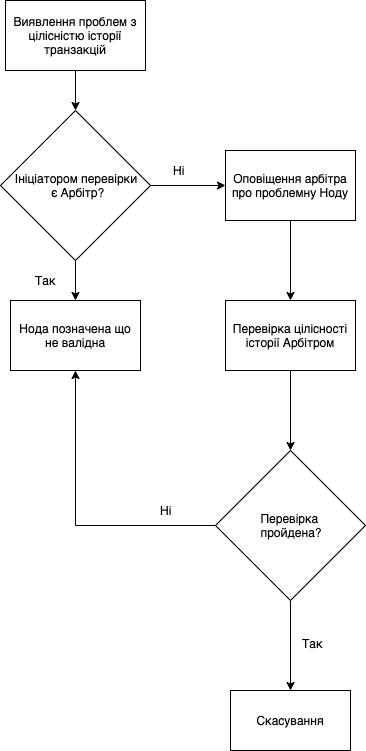 Виявлення проблем з
цілісністю історії
транзакцій
Ініціатором перевірки
є Арбітр?
Ні
Оповіщення арбітра
про проблемну Ноду
Так
Нода позначена що
не валідна
Перевірка цілісності
історії Арбітром
Ні
Перевірка
пройдена?
Так
Скасування